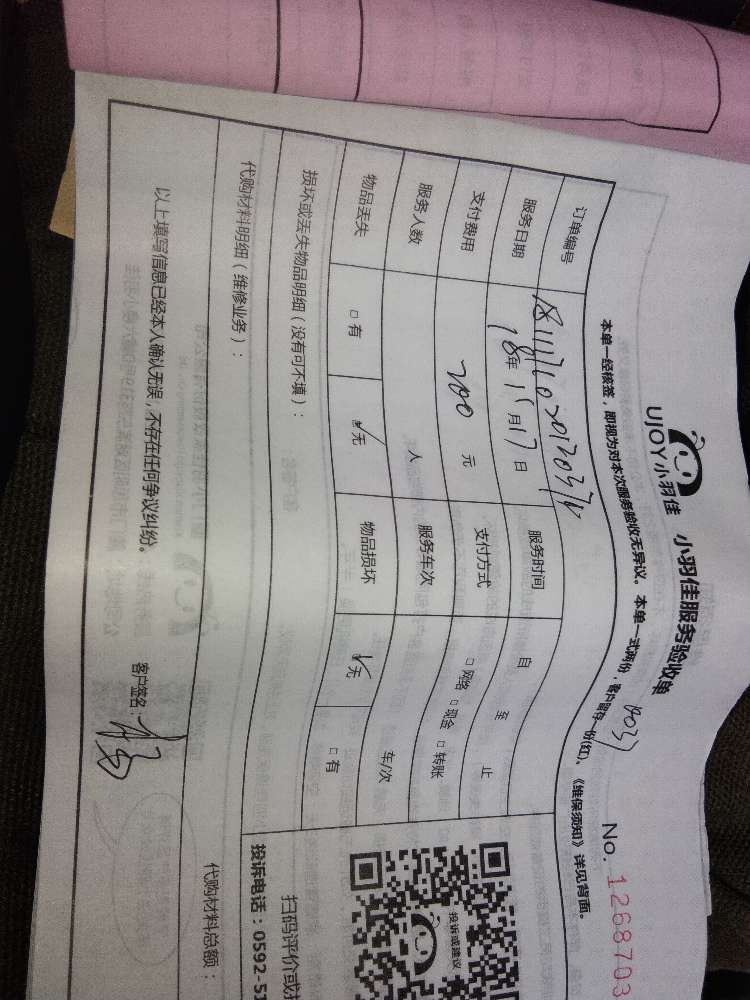 UJOY小羽佳 小羽佳服务验收单
No. 1268703
本单一经核签，即视为对本次服务验收无异议。本单一式两份，客户留存一份(红)，《维保须知》详见背面。
订单编号
服务日期 18年 11月17日 服务时间 自 至 止
支付费用 200 元 支付方式 □网络 □现金 □转账
服务人数 人 服务车次 车/次
物品丢失 □有 ☑无 物品损坏 ☑无 □有
损坏或丢失物品明细（没有可不填）：
代购材料明细（维修业务）：
代购材料总额：
以上填写信息已经本人确认无误，不存在任何争议纠纷。
客户签名：
投诉或建议
扫码评价或
投诉电话：0592-51